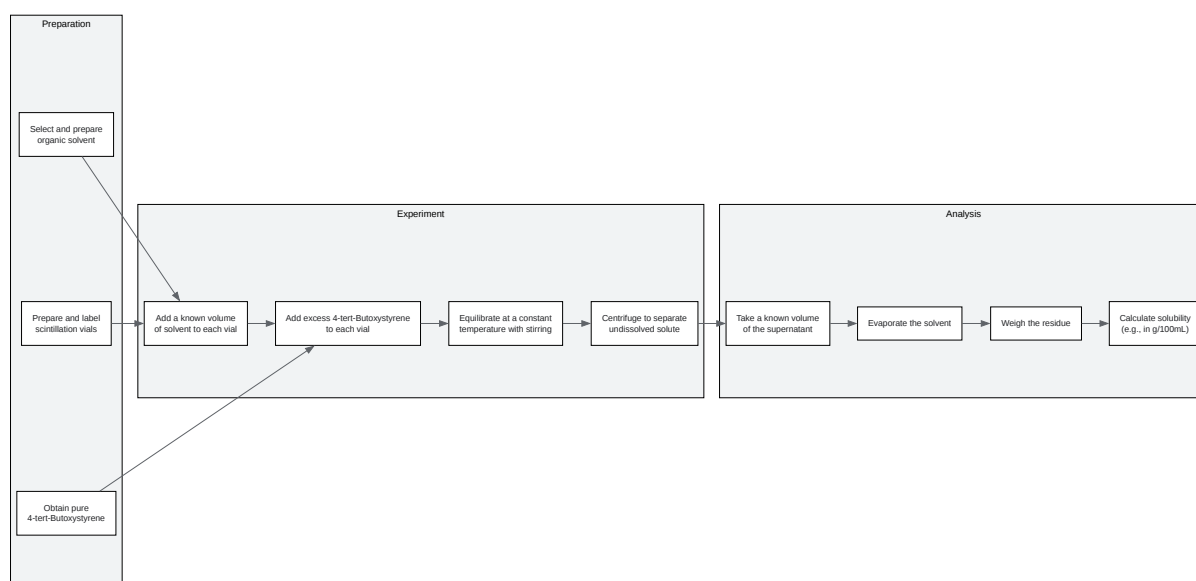 Preparation
Select and prepare
organic solvent
Prepare and label
scintillation vials
Obtain pure
4-tert-Butoxystyrene
Experiment
Add a known volume
of solvent to each vial
Add excess 4-tert-Butoxystyrene
to each vial
Equilibrate at a constant
temperature with stirring
Centrifuge to separate
undissolved solute
Analysis
Take a known volume
of the supernatant
Evaporate the solvent
Weigh the residue
Calculate solubility
(e.g., in g/100mL)